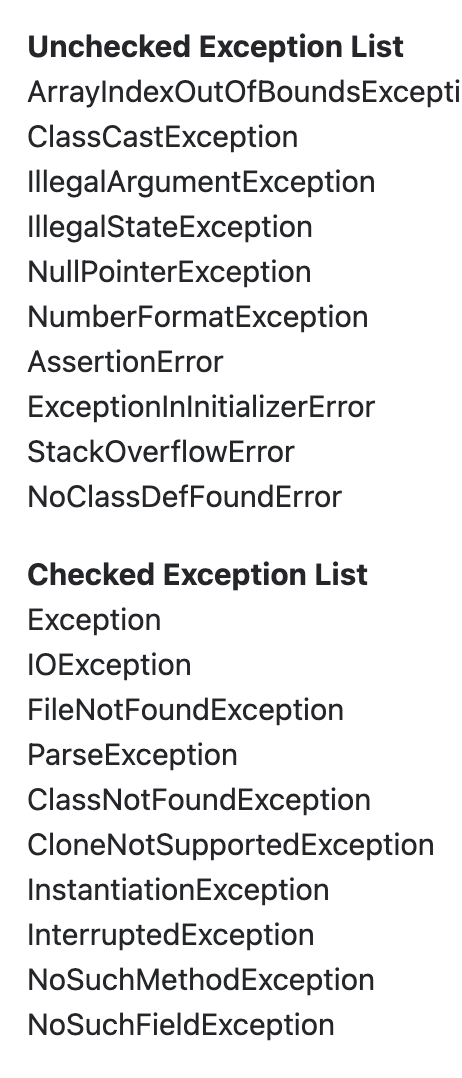 Unchecked Exception List
ArrayIndexOutOfBoundsExcepti
ClassCastException
IllegalArgumentException
IllegalStateException
NullPointerException
NumberFormatException
AssertionError
ExceptionInInitializerError
StackOverflowError
NoClassDefFoundError
Checked Exception List
Exception
IOException
FileNotFoundException
ParseException
ClassNotFoundException
CloneNotSupportedException
InstantiationException
InterruptedException
NoSuchMethodException
NoSuchFieldException